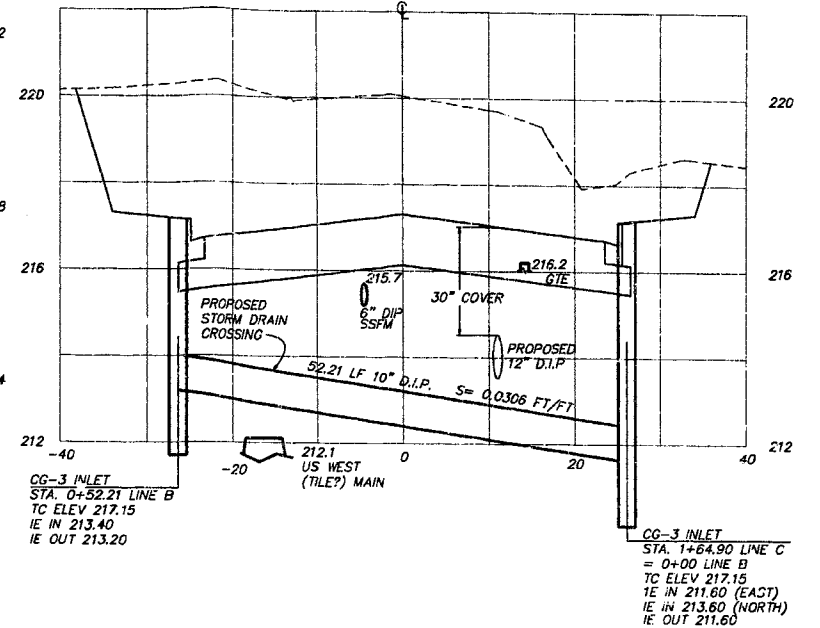 ℄
2
220
220
8
216
216
215.7
216.2
GTE
6" DIP
SSFM
30" COVER
PROPOSED
STORM DRAIN
CROSSING
PROPOSED
12" D.I.P
52.21 LF 10" D.I.P.
S= 0.0306 FT/FT
4
212
212
-40
-20
0
20
40
212.1
US WEST
(TILE?) MAIN
CG-3 INLET
STA. 0+52.21 LINE B
TC ELEV 217.15
IE IN 213.40
IE OUT 213.20
CG-3 INLET
STA. 1+64.90 LINE C
= 0+00 LINE B
TC ELEV 217.15
IE IN 211.60 (EAST)
IE IN 213.60 (NORTH)
IE OUT 211.60